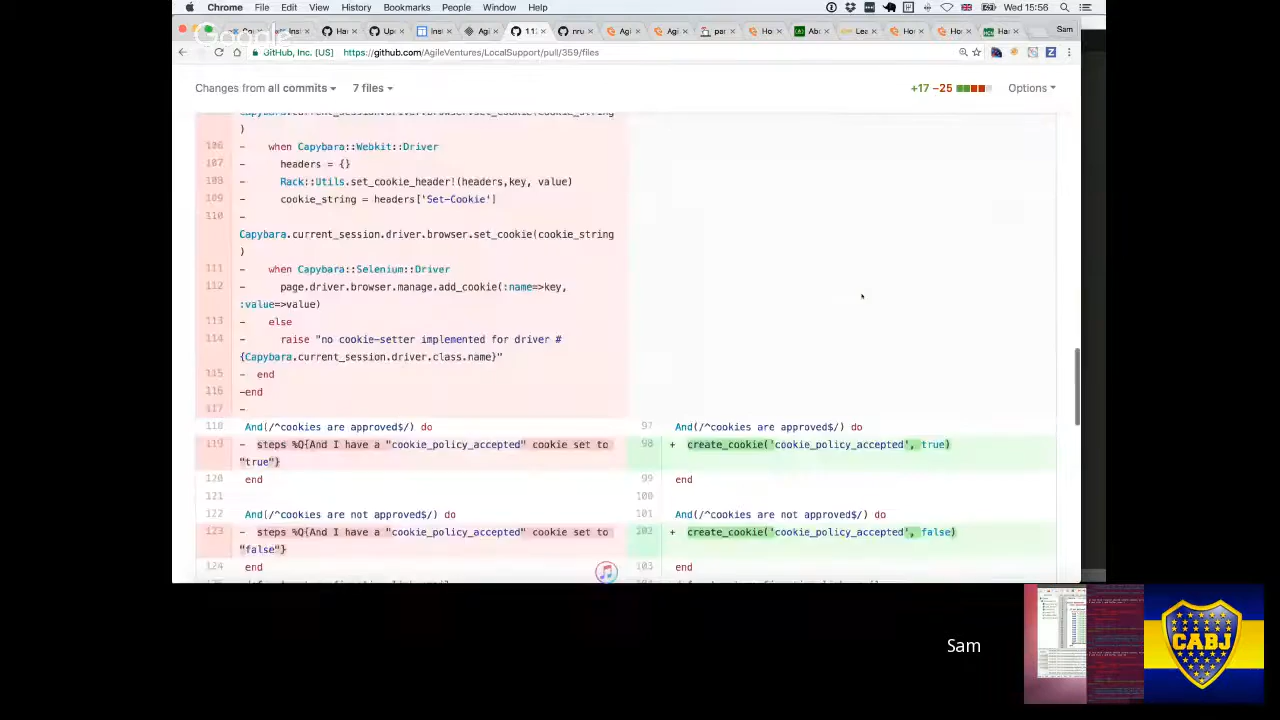 Chrome File Edit View History Bookmarks People Window Help Wed 15:56
Sam
GitHub, Inc. [US] https://github.com/AgileVentures/LocalSupport/pull/359/files
Changes from all commits 7 files +17 −25 Options
)
106 - when Capybara::Webkit::Driver
107 headers = {}
108 Rack::Utils.set_cookie_header!(headers,key, value)
109 cookie_string = headers['Set-Cookie']
110 -
Capybara.current_session.driver.browser.set_cookie(cookie_string
)
111 - when Capybara::Selenium::Driver
112 - page.driver.browser.manage.add_cookie(:name=>key,
:value=>value)
113 - else
114 - raise "no cookie-setter implemented for driver #
{Capybara.current_session.driver.class.name}"
115 - end
116 -end
117 -
118 And(/^cookies are approved$/) do
119 - steps %Q{And I have a "cookie_policy_accepted" cookie set to
"true"}
120 end
121
122 And(/^cookies are not approved$/) do
123 - steps %Q{And I have a "cookie_policy_accepted" cookie set to
"false"}
124 end
97 And(/^cookies are approved$/) do
98 + create_cookie('cookie_policy_accepted', true)
99 end
100
101 And(/^cookies are not approved$/) do
102 + create_cookie('cookie_policy_accepted', false)
103 end
Sam
CABJ